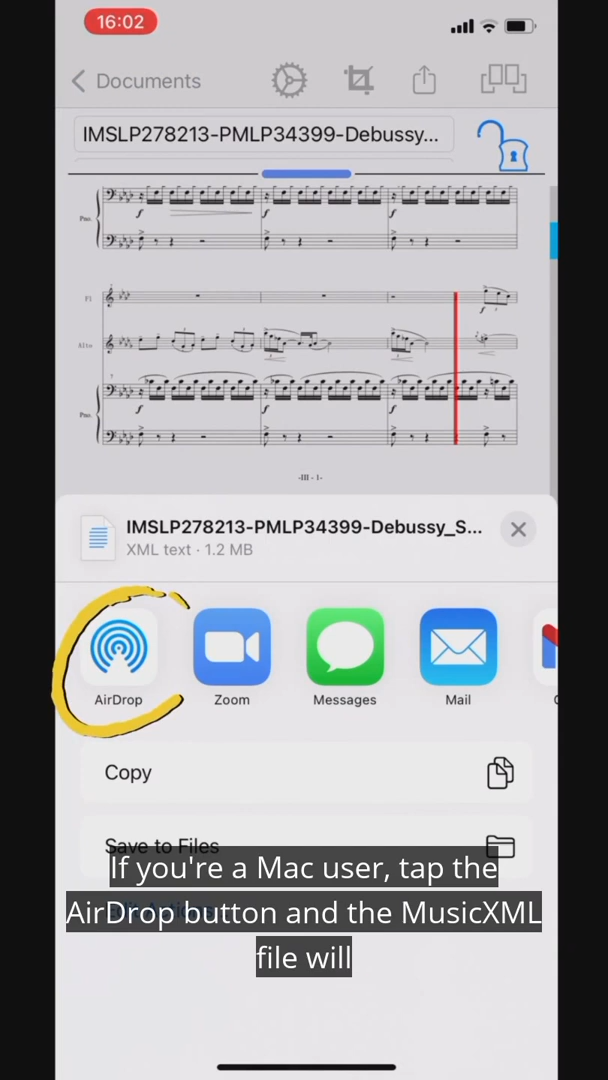 16:02
Documents
IMSLP278213-PMLP34399-Debussy...
Pno.
f f f
Fl
f
Alto
Pno.
f f f
-III - 1-
IMSLP278213-PMLP34399-Debussy_S...
XML text · 1.2 MB
AirDrop Zoom Messages Mail
Copy
Save to Files
If you're a Mac user, tap the
AirDrop button and the MusicXML
file will